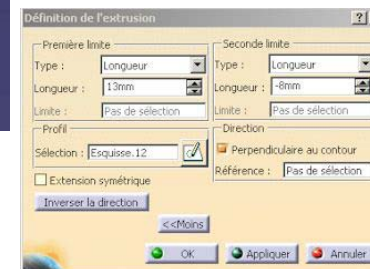 Définition de l'extrusion
Première limite
Type : Longueur
Longueur : 13mm
Limite : Pas de sélection
Profil
Sélection : Esquisse.12
Extension symétrique
Inverser la direction
Seconde limite
Type : Longueur
Longueur : -8mm
Limite : Pas de sélection
Direction
Perpendiculaire au contour
Référence : Pas de sélection
<<Moins
OK Appliquer Annuler